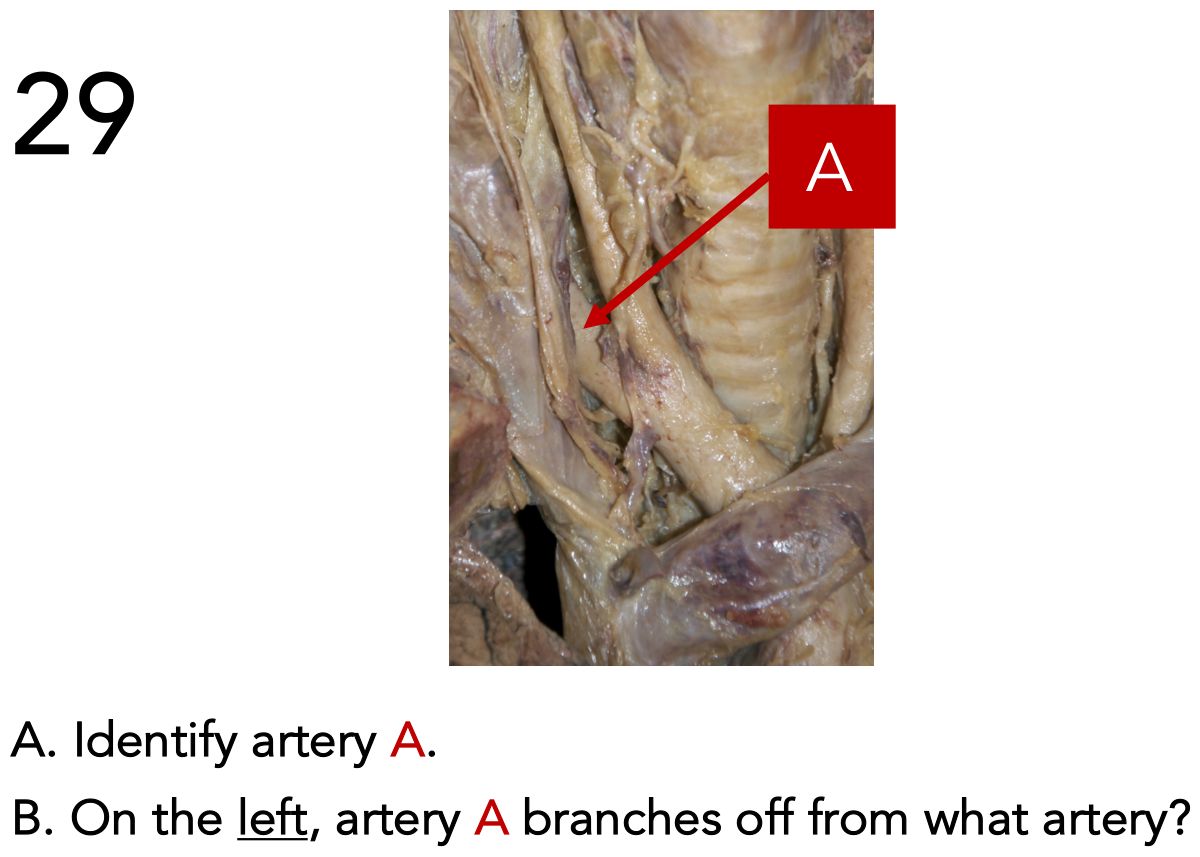 29
A
A. Identify artery A.
B. On the left, artery A branches off from what artery?